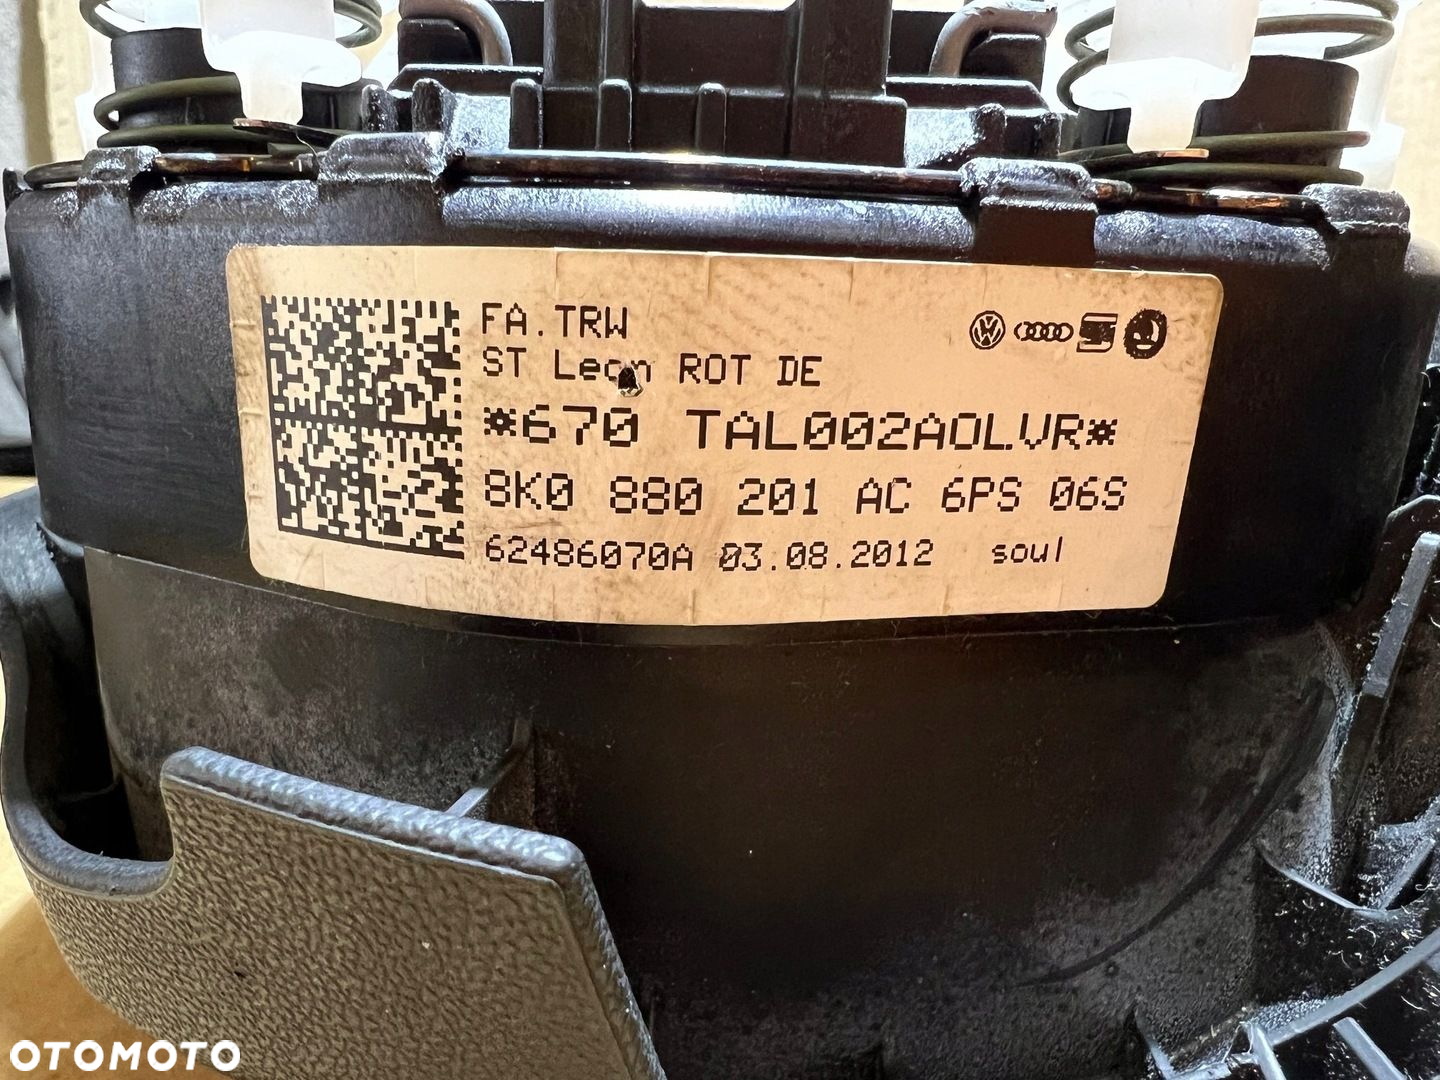 FA.TRW
ST Leon ROT DE
*670 TAL002AOLVR*
8K0 880 201 AC 6PS 06S
62486070A 03.08.2012 soul
OTOMOTO